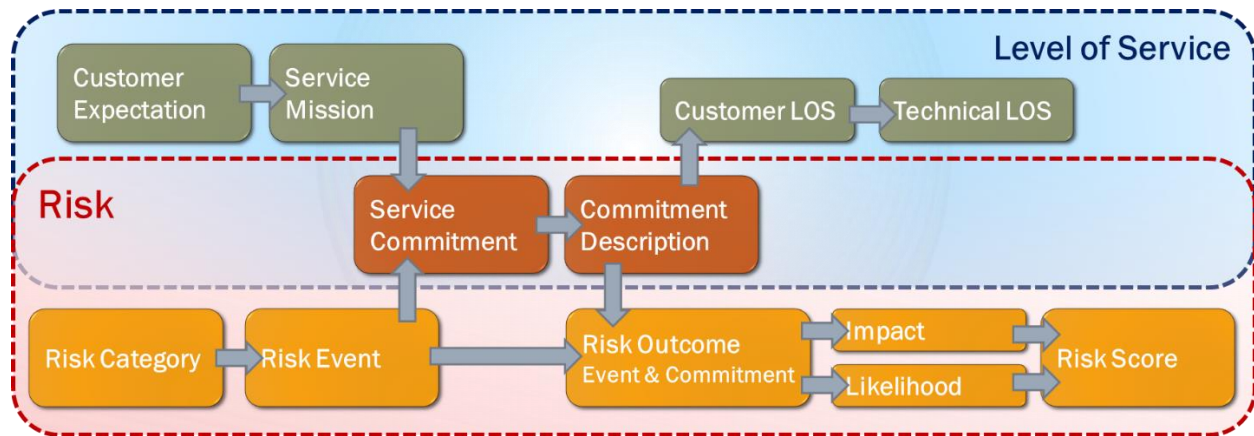 Level of Service
Customer
Expectation
Service
Mission
Customer LOS
Technical LOS
Risk
Service
Commitment
Commitment
Description
Risk Category
Risk Event
Risk Outcome
Event & Commitment
Impact
Likelihood
Risk Score